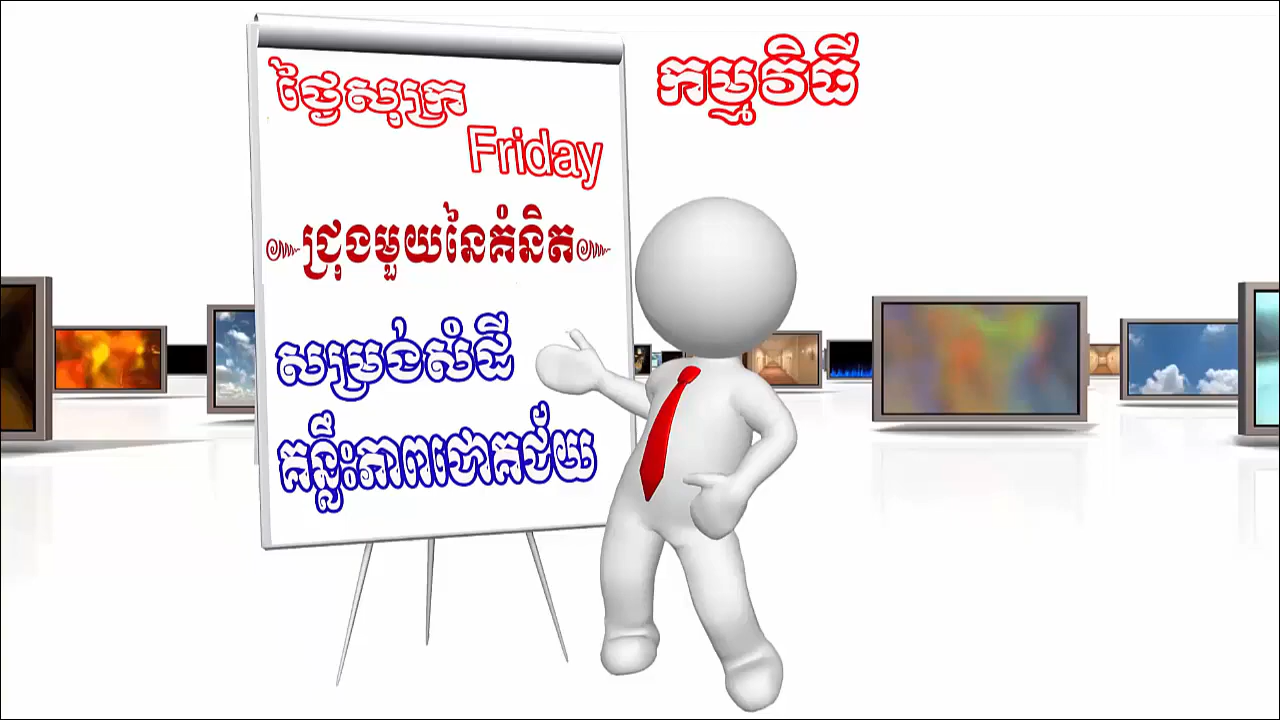 ថ្ងៃសុក្រ
Friday
ជ្រុងមួយនៃគំនិត
សម្រង់សំដី
គន្លឹះភាពជោគជ័យ
កម្មវិធី